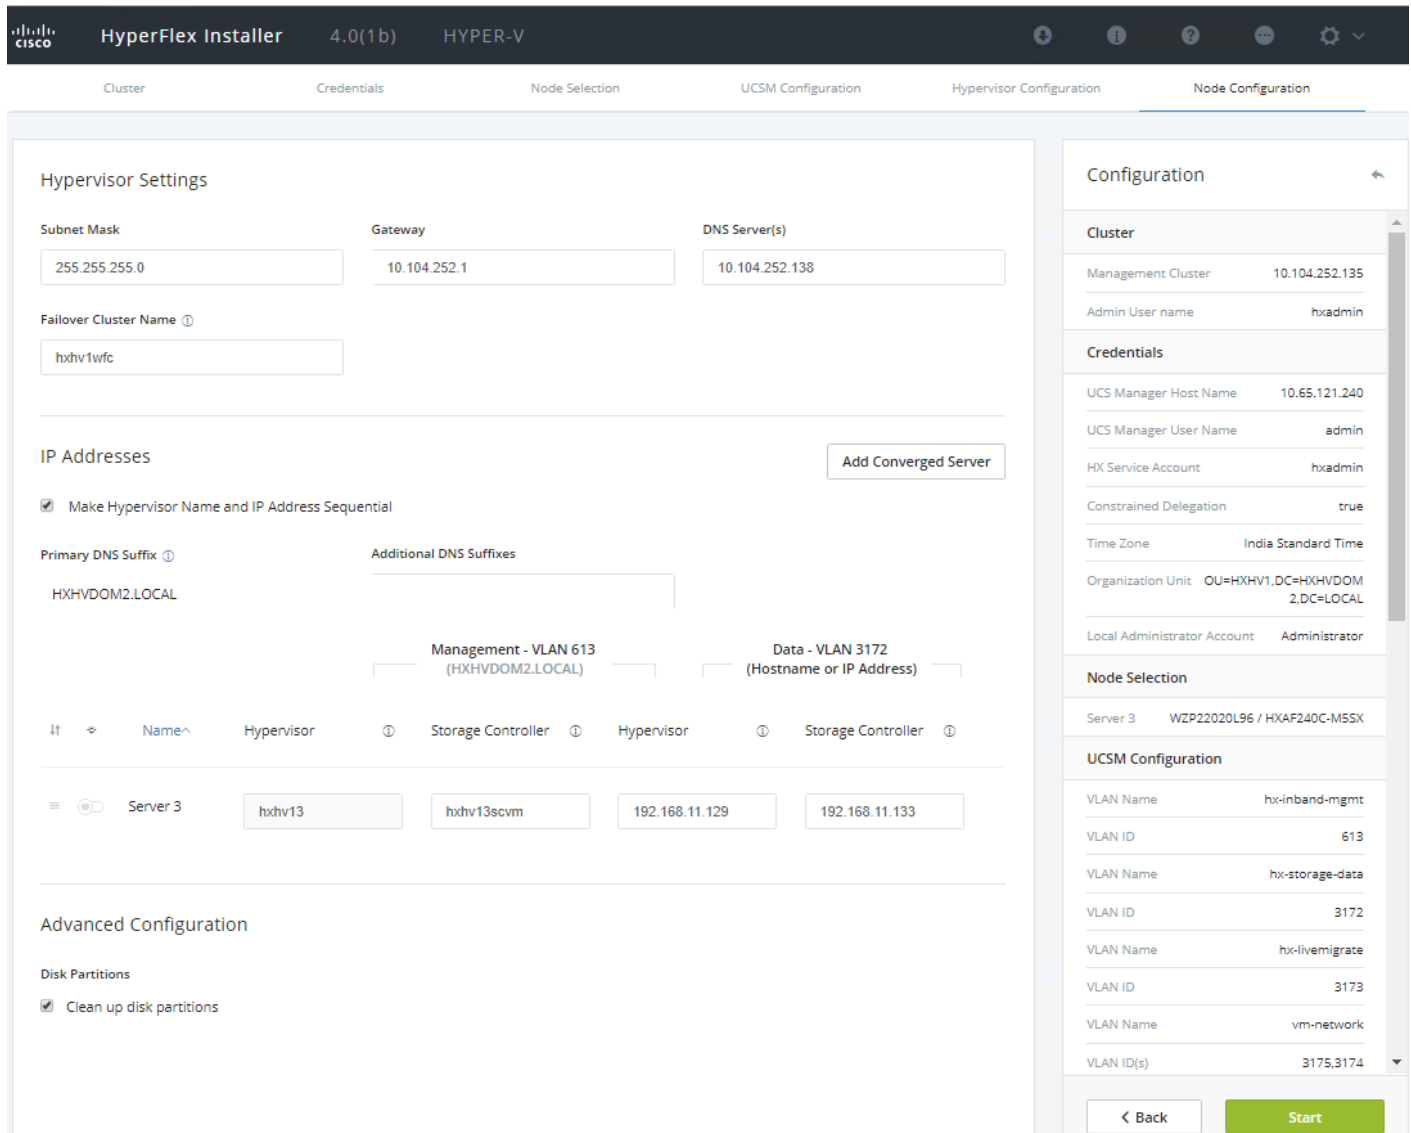 cisco
HyperFlex Installer 4.0(1b) HYPER-V
Cluster Credentials Node Selection UCSM Configuration Hypervisor Configuration Node Configuration
Hypervisor Settings
Subnet Mask Gateway DNS Server(s)
255.255.255.0 10.104.252.1 10.104.252.138
Failover Cluster Name
hxhv1wfc
IP Addresses
Add Converged Server
Make Hypervisor Name and IP Address Sequential
Primary DNS Suffix Additional DNS Suffixes
HXHVDOM2.LOCAL
Management - VLAN 613 Data - VLAN 3172
(HXHVDOM2.LOCAL) (Hostname or IP Address)
Name Hypervisor Storage Controller Hypervisor Storage Controller
Server 3 hxhv13 hxhv13scvm 192.168.11.129 192.168.11.133
Advanced Configuration
Disk Partitions
Clean up disk partitions
Configuration
Cluster
Management Cluster 10.104.252.135
Admin User name hxadmin
Credentials
UCS Manager Host Name 10.65.121.240
UCS Manager User Name admin
HX Service Account hxadmin
Constrained Delegation true
Time Zone India Standard Time
Organization Unit OU=HXHV1,DC=HXHVDOM
2,DC=LOCAL
Local Administrator Account Administrator
Node Selection
Server 3 WZP22020L96 / HXAF240C-M5SX
UCSM Configuration
VLAN Name hx-inband-mgmt
VLAN ID 613
VLAN Name hx-storage-data
VLAN ID 3172
VLAN Name hx-livemigrate
VLAN ID 3173
VLAN Name vm-network
VLAN ID(s) 3175,3174
Back
Start